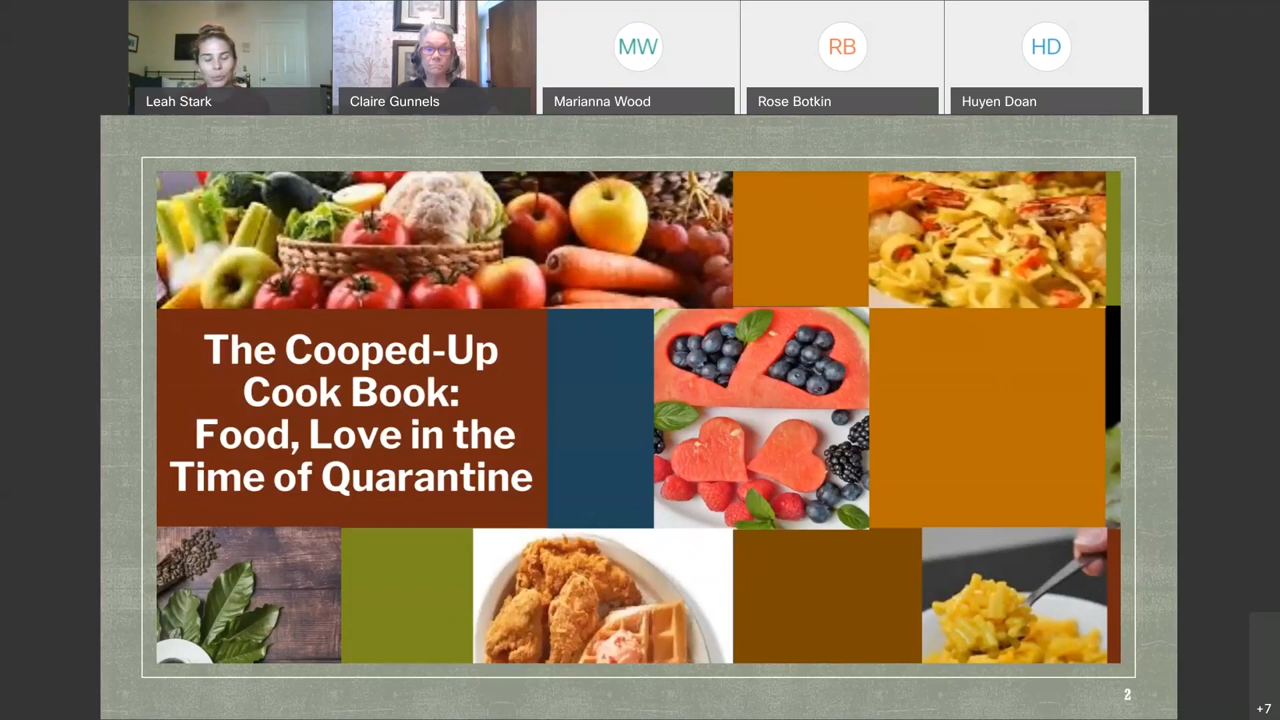 MW
RB
HD
Leah Stark
Claire Gunnels
Marianna Wood
Rose Botkin
Huyen Doan
The Cooped-Up
Cook Book:
Food, Love in the
Time of Quarantine
2
+7